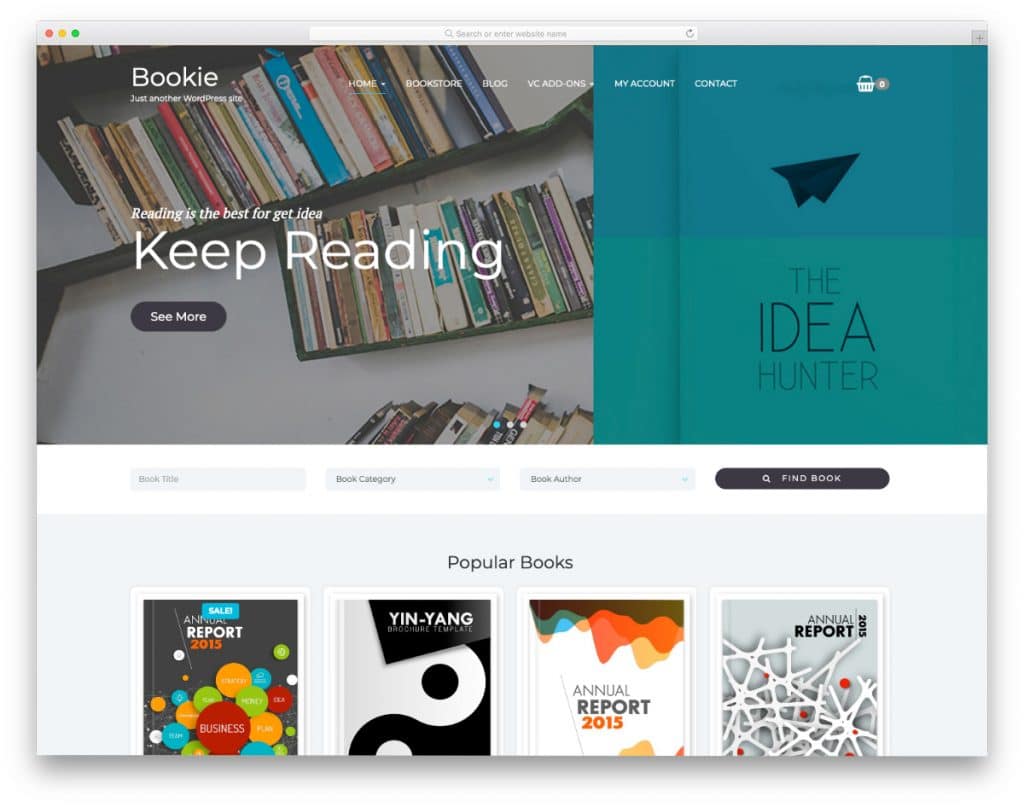 Search or enter website name
Bookie
Just another WordPress site
HOME
BOOKSTORE
BLOG
VC ADD-ONS
MY ACCOUNT
CONTACT
0
Reading is the best for get idea
Keep Reading
See More
THE
IDEA
HUNTER
Book Title
Book Category
Book Author
FIND BOOK
Popular Books
SALE!
ANNUAL
REPORT
2015
STRATEGY
TEAM
MONEY
IDEA
BUSINESS
PLAN
TEAM
YIN-YANG
BROCHURE TEMPLATE
ANNUAL
REPORT
2015
ANNUAL
REPORT
2015